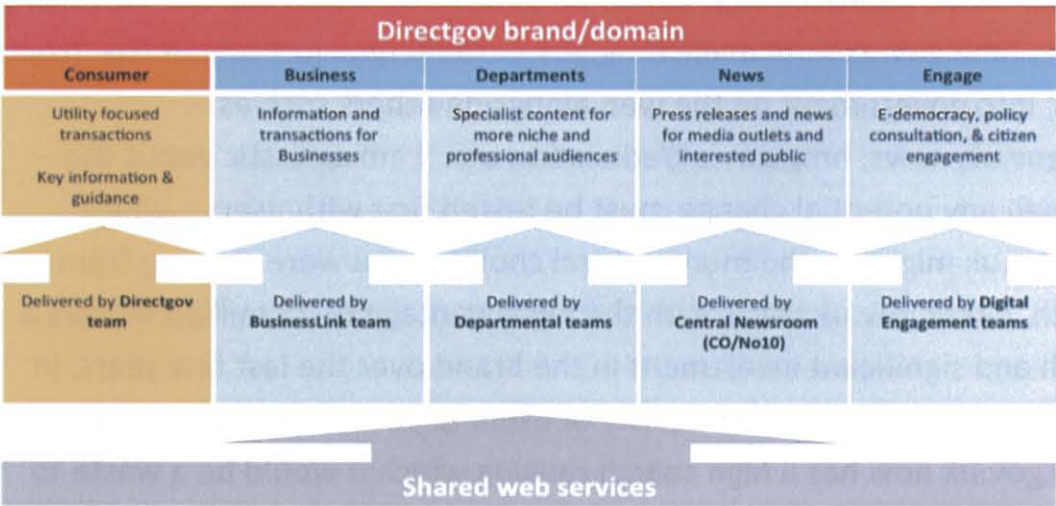 Directgov brand/domain
Consumer
Utility focused
transactions
Key information &
guidance
Business
Information and
transactions for
Businesses
Departments
Specialist content for
more niche and
professional audiences
News
Press releases and news
for media outlets and
interested public
Engage
E-democracy, policy
consultation, & citizen
engagement
Delivered by Directgov
team
Delivered by
BusinessLink team
Delivered by
Departmental teams
Delivered by
Central Newsroom
(CO/No10)
Delivered by Digital
Engagement teams
Shared web services